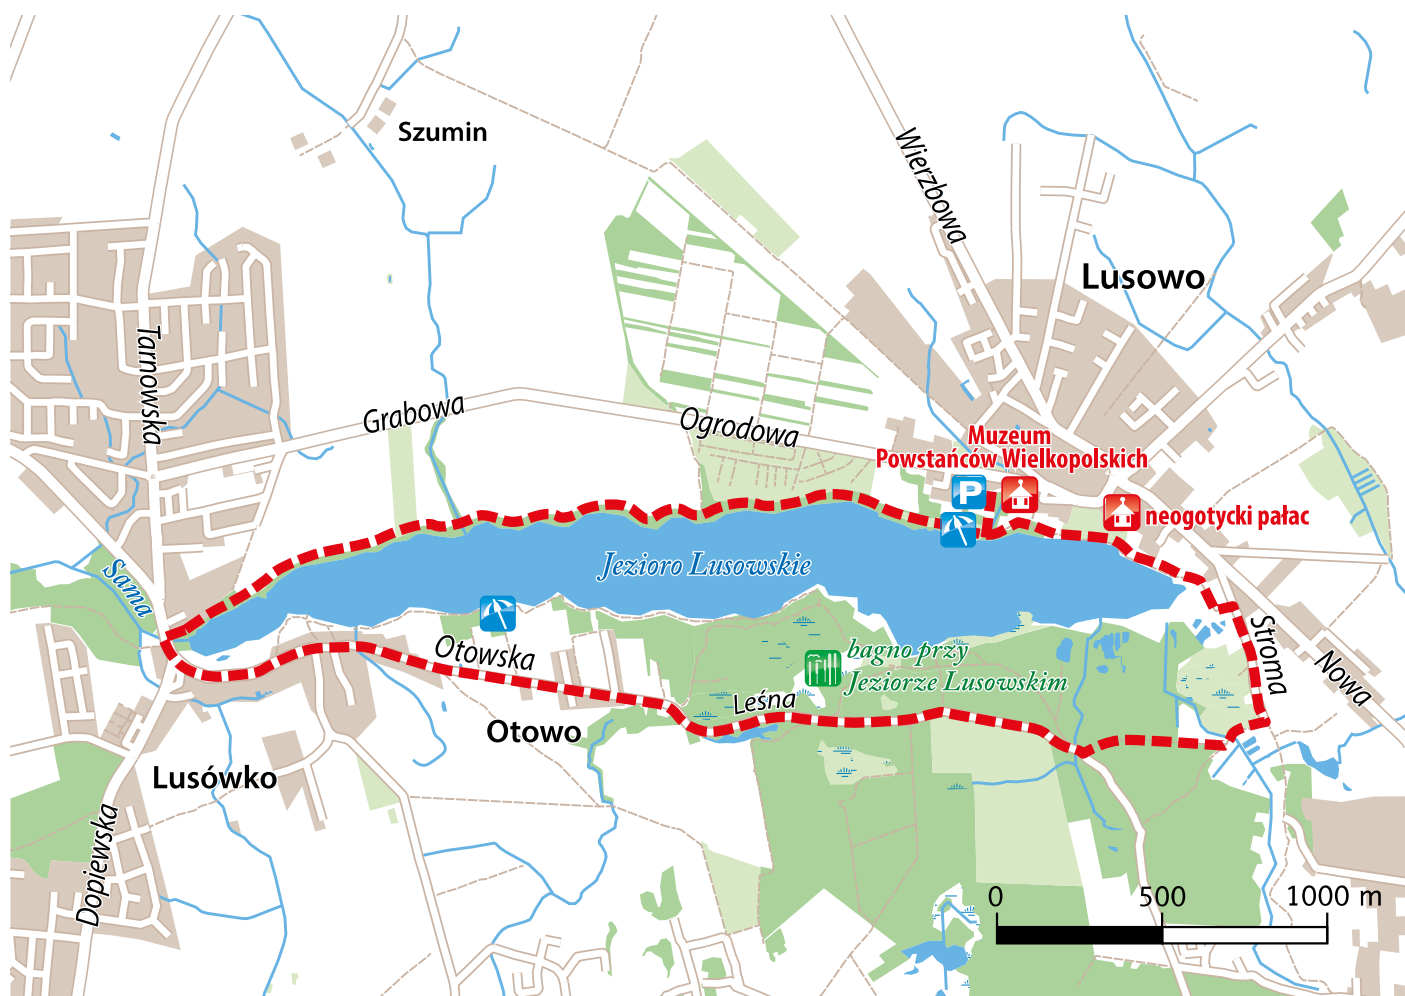 Szumin
Wierzbowa
Lusowo
Tarnowska
Grabowa
Ogrodowa
Muzeum
Powstańców Wielkopolskich
P
neogotycki pałac
Jezioro Lusowskie
Sama
Otowska
Stroma
bagno przy
Jeziorze Lusowskim
Nowa
Leśna
Otowo
Lusówko
Dopiewska
0 500 1000 m